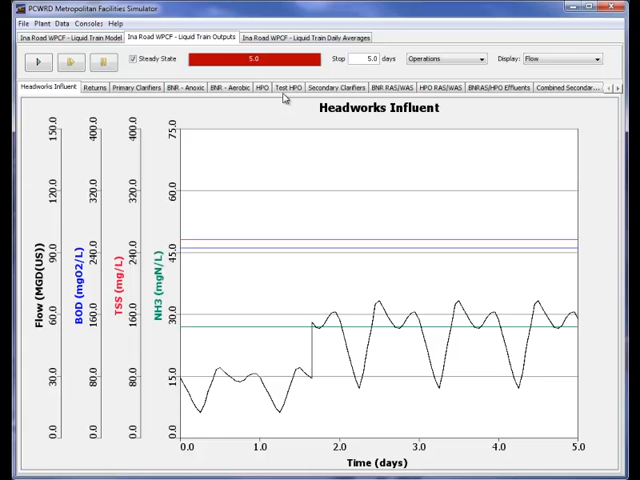 PCWRD Metropolitan Facilities Simulator
File Plant Data Consoles Help
Ina Road WPCF - Liquid Train Model Ina Road WPCF - Liquid Train Outputs Ina Road WPCF - Liquid Train Daily Averages
Steady State 5.0 Stop 5.0 days Operations Display: Flow
Headworks Influent Returns Primary Clarifiers BNR - Anoxic BNR - Aerobic HPO Test HPO Secondary Clarifiers BNR RAS/WAS HPO RAS/WAS BNRAS/HPO Effluents Combined Secondar...
Headworks Influent
150.0 400.0 400.0 75.0
120.0 320.0 320.0 60.0
90.0 240.0 240.0 45.0
60.0 160.0 160.0 30.0
30.0 80.0 80.0 15.0
0.0 0.0 0.0 0.0
Flow (MGD(US))
BOD (mgO2/L)
TSS (mg/L)
NH3 (mgN/L)
0.0 1.0 2.0 3.0 4.0 5.0
Time (days)